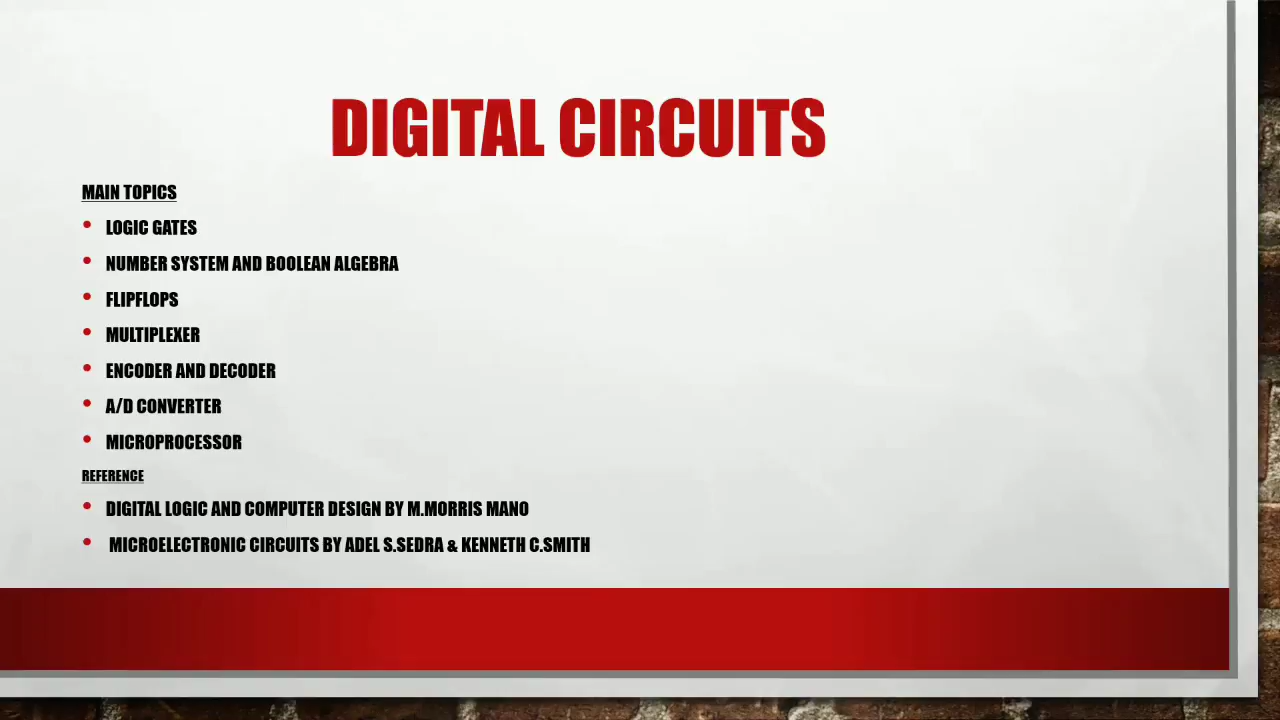 DIGITAL CIRCUITS
MAIN TOPICS
• LOGIC GATES
• NUMBER SYSTEM AND BOOLEAN ALGEBRA
• FLIPFLOPS
• MULTIPLEXER
• ENCODER AND DECODER
• A/D CONVERTER
• MICROPROCESSOR
REFERENCE
• DIGITAL LOGIC AND COMPUTER DESIGN BY M.MORRIS MANO
• MICROELECTRONIC CIRCUITS BY ADEL S.SEDRA & KENNETH C.SMITH